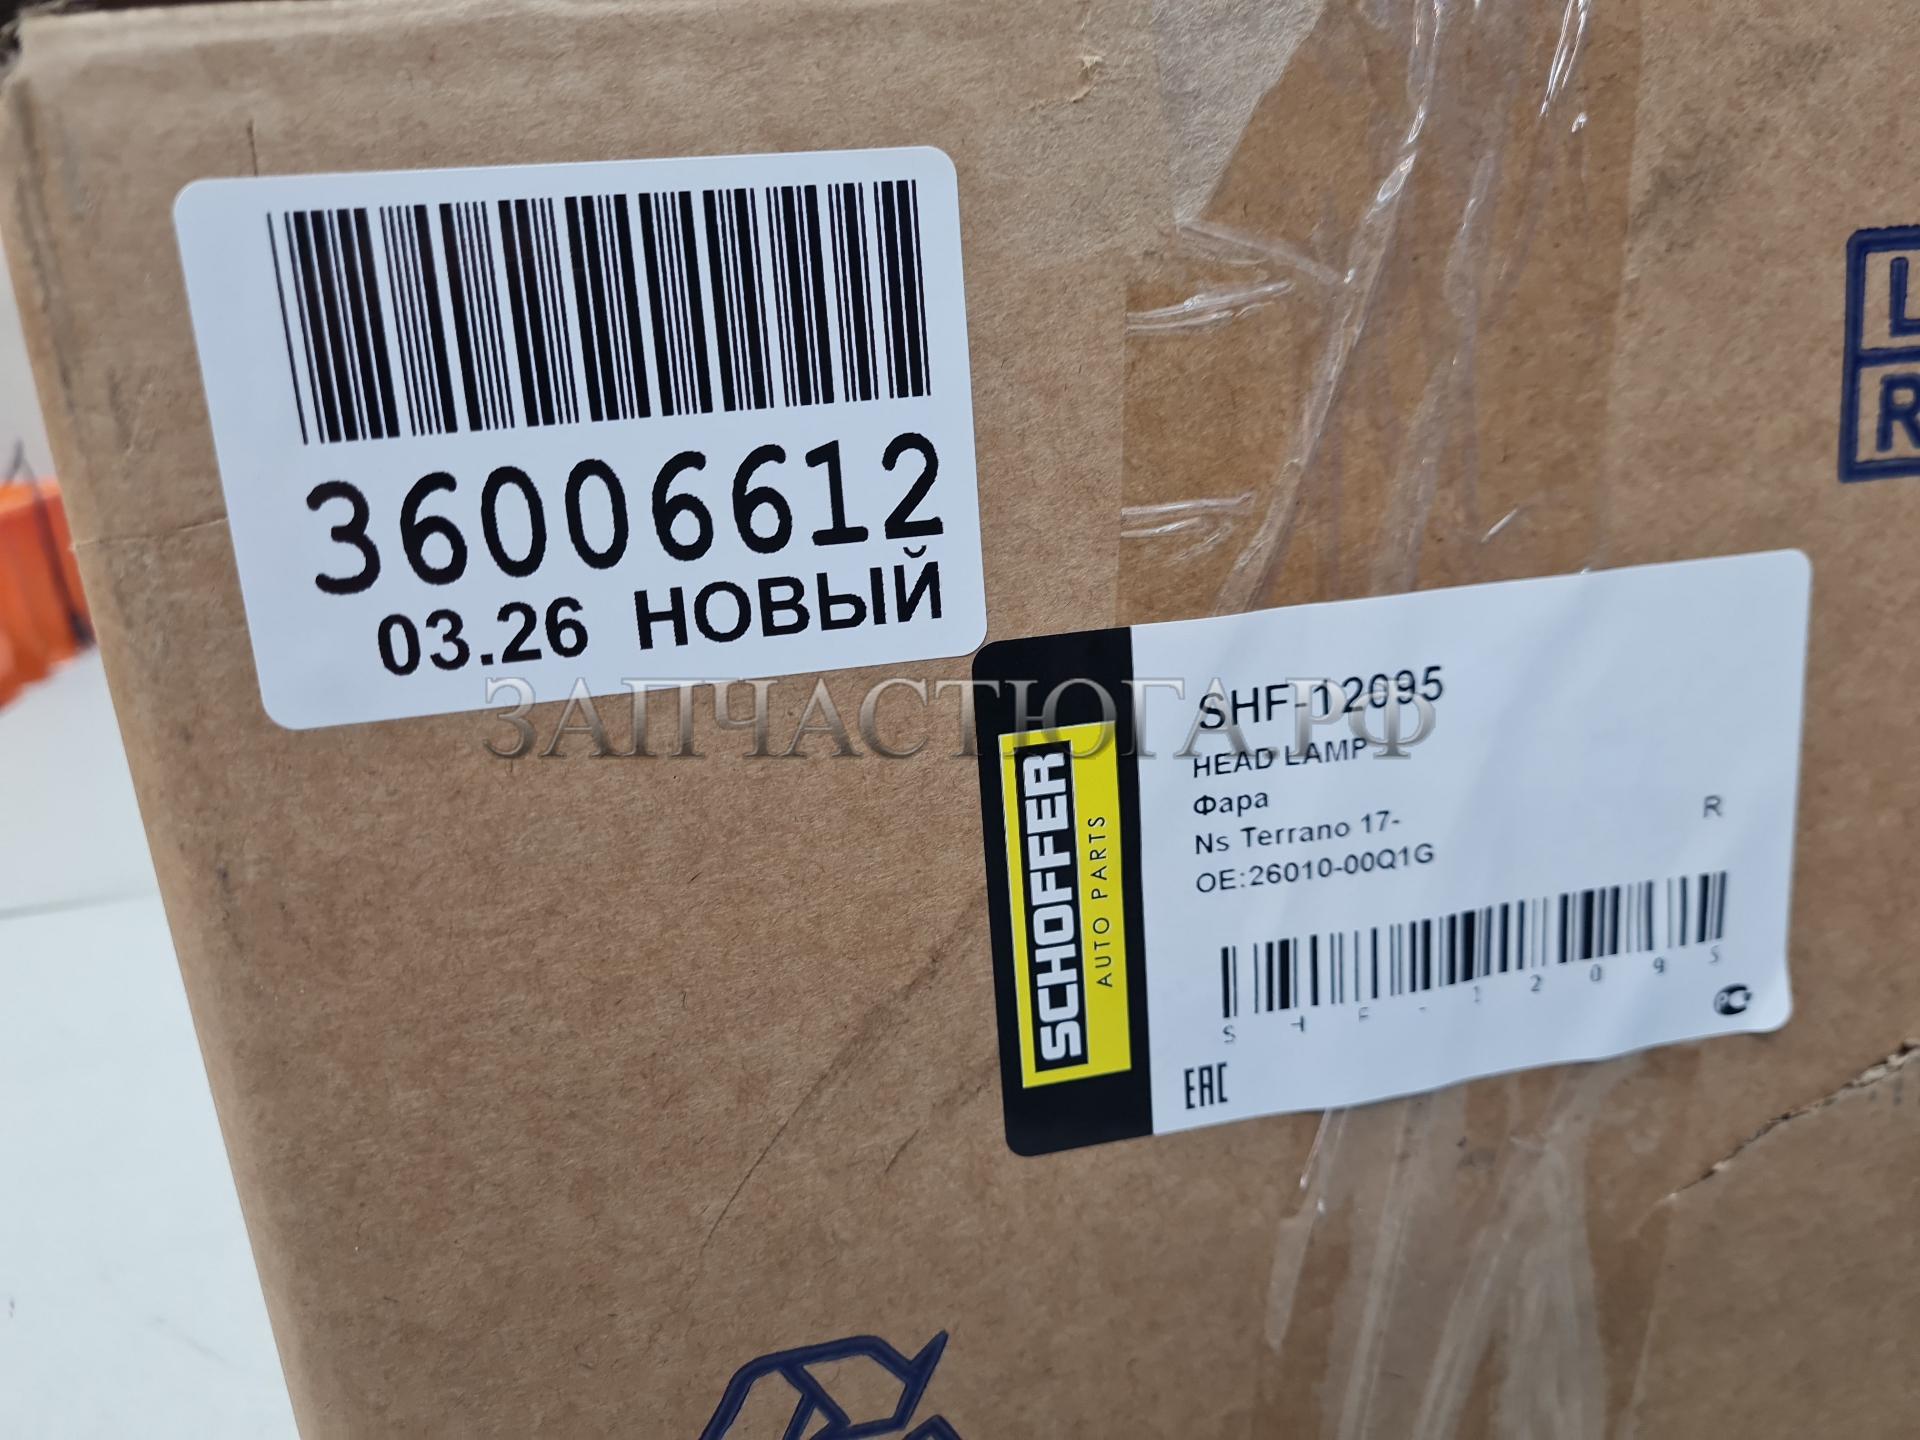 36006612
03.26 НОВЫЙ
ЗАПЧАСТЮГА.РФ
SCHOFFER
AUTO PARTS
SHF-12095
HEAD LAMP
Фара
Ns Terrano 17-
R
OE:26010-00Q1G
S H F - 1 2 0 9 5
EAC
L
R